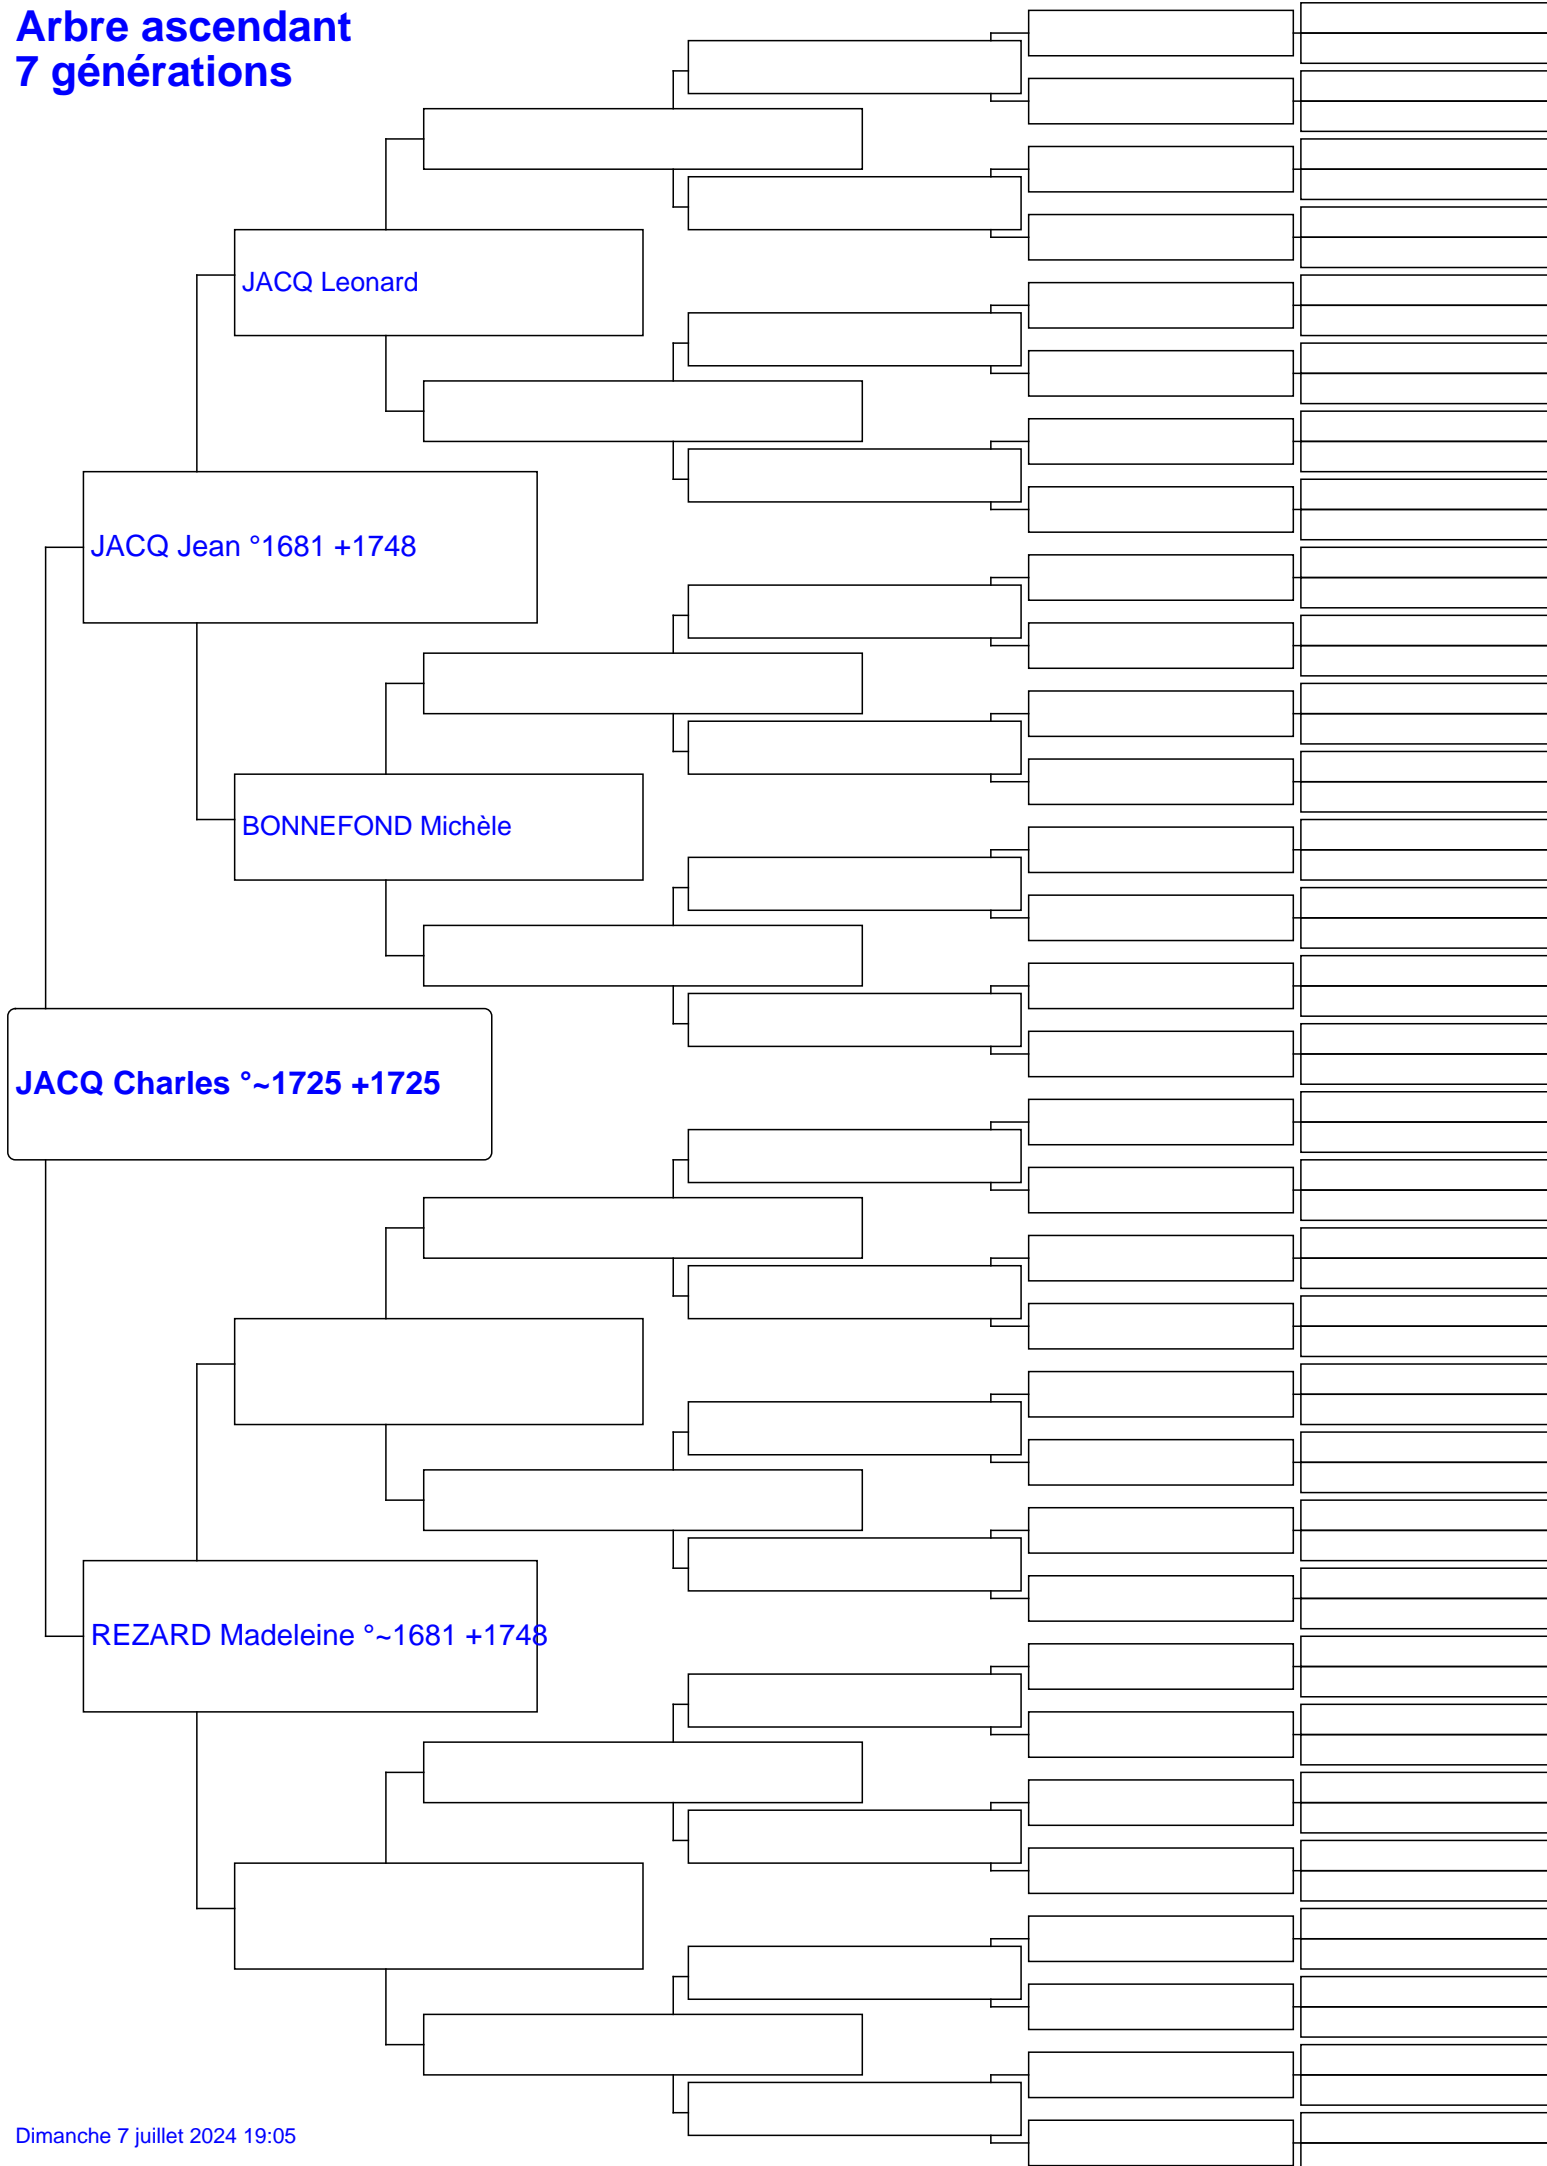 Arbre ascendant
7 générations
JACQ Leonard
JACQ Jean °1681 +1748
BONNEFOND Michèle
JACQ Charles °~1725 +1725
REZARD Madeleine °~1681 +1748
Dimanche 7 juillet 2024 19:05